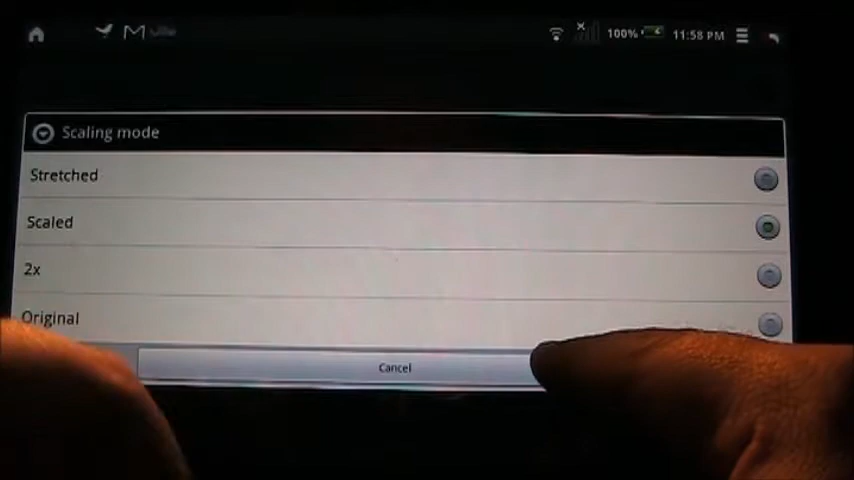 100% 11:58 PM
Scaling mode
Stretched
Scaled
2x
Original
Cancel